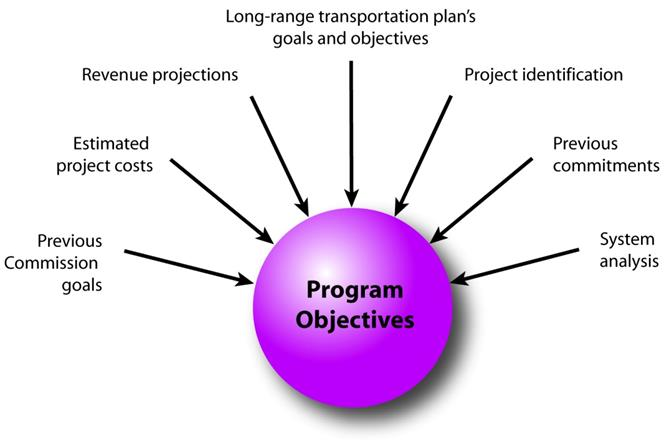 Long-range transportation plan's
goals and objectives
Revenue projections
Project identification
Estimated
project costs
Previous
commitments
Previous
Commission
goals
System
analysis
Program
Objectives